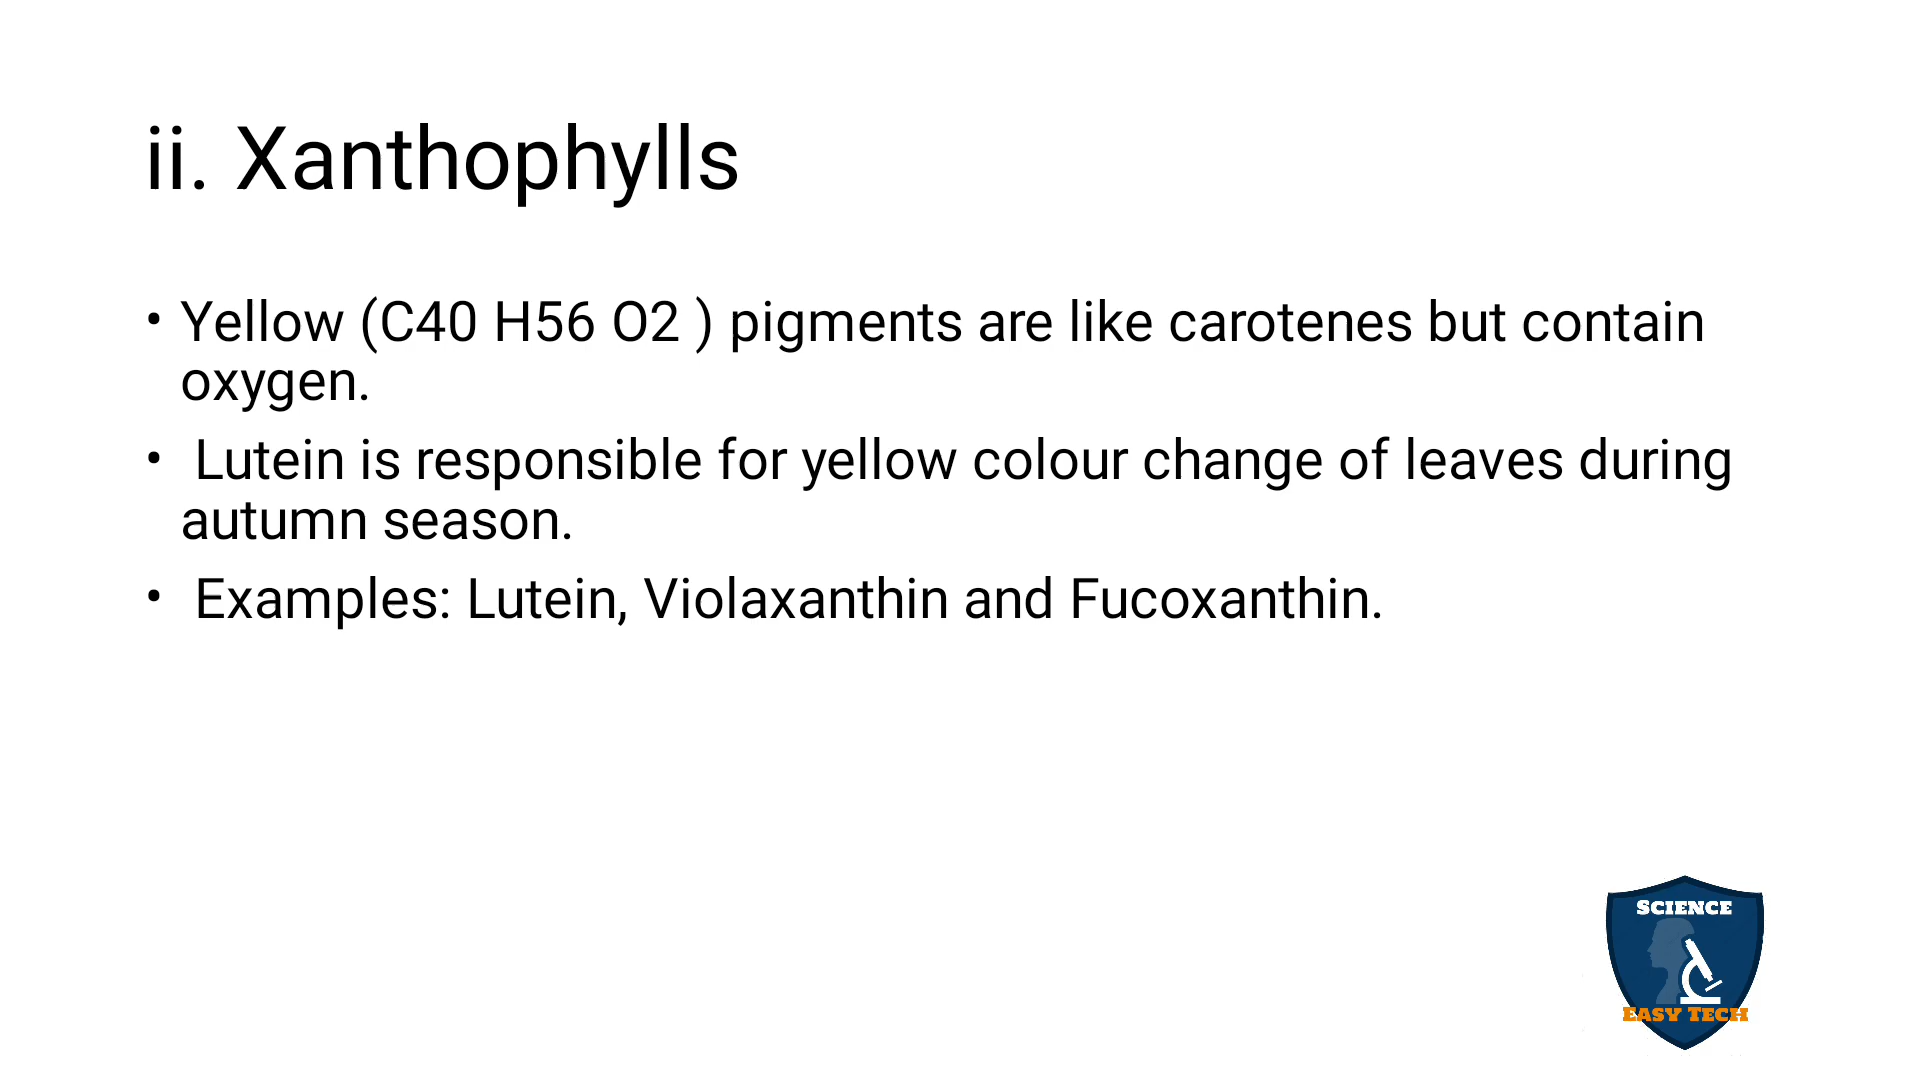 ii. Xanthophylls
• Yellow (C40 H56 O2 ) pigments are like carotenes but contain
oxygen.
• Lutein is responsible for yellow colour change of leaves during
autumn season.
• Examples: Lutein, Violaxanthin and Fucoxanthin.
SCIENCE
EASY TECH